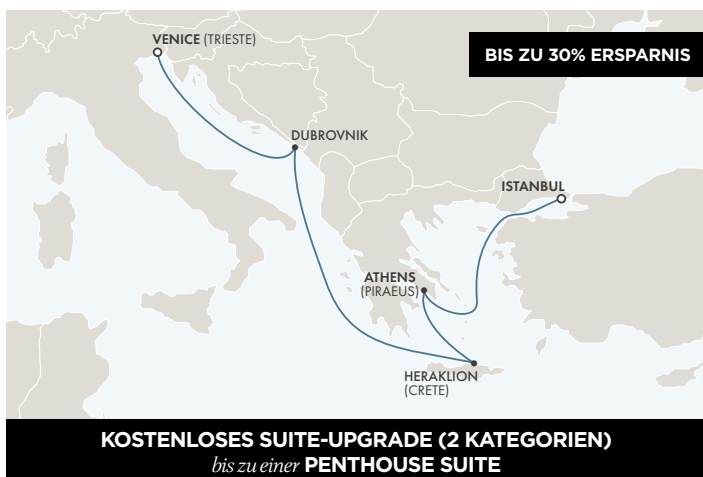 VENICE (TRIESTE)
BIS ZU 30% ERSPARNIS
DUBROVNIK
ISTANBUL
ATHENS
(PIRAEUS)
HERAKLION
(CRETE)
KOSTENLOSES SUITE-UPGRADE (2 KATEGORIEN)
bis zu einer PENTHOUSE SUITE